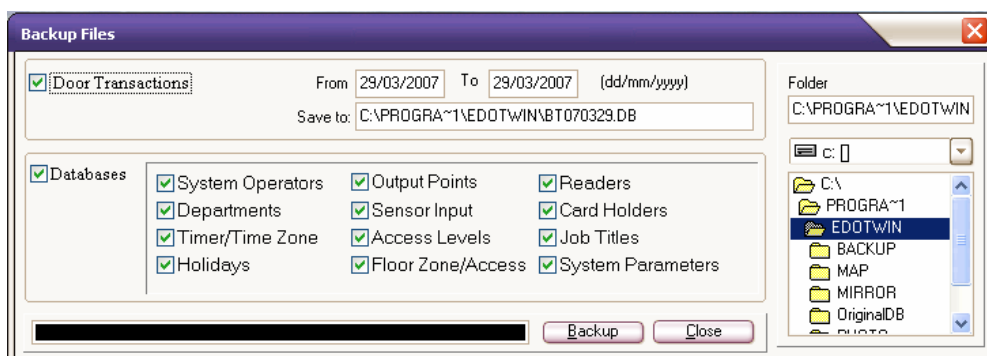 Backup Files
Door Transactions From 29/03/2007 To 29/03/2007 (dd/mm/yyyy)
Save to: C:\PROGRA~1\EDOTWIN\BT070329.DB
Databases
System Operators Output Points Readers
Departments Sensor Input Card Holders
Timer/Time Zone Access Levels Job Titles
Holidays Floor Zone/Access System Parameters
Backup Close
Folder
C:\PROGRA~1\EDOTWIN
c: []
C:\
PROGRA~1
EDOTWIN
BACKUP
MAP
MIRROR
OriginalDB